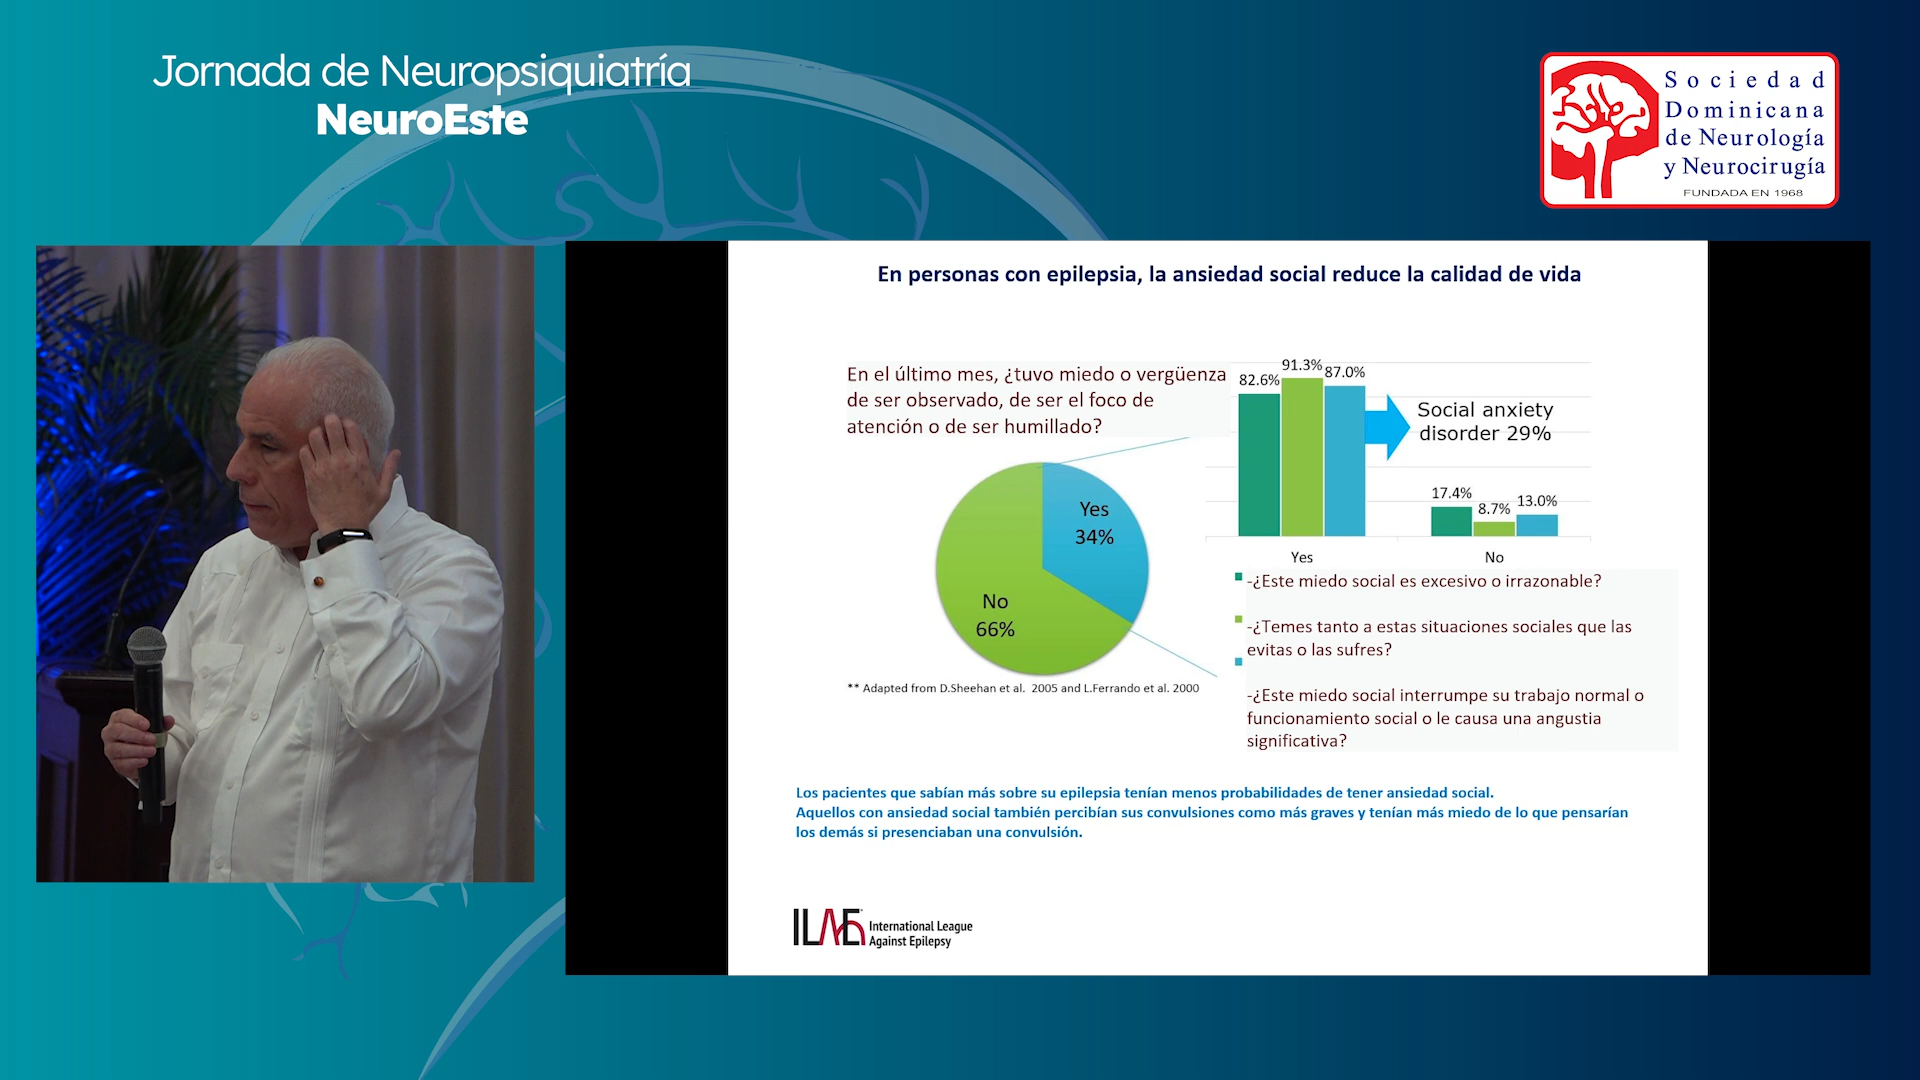 Jornada de Neuropsiquiatría
NeuroEste
Sociedad
Dominicana
de Neurología
y Neurocirugía
FUNDADA EN 1968
En personas con epilepsia, la ansiedad social reduce la calidad de vida
En el último mes, ¿tuvo miedo o vergüenza
de ser observado, de ser el foco de
atención o de ser humillado?
Yes
34%
No
66%
** Adapted from D.Sheehan et al. 2005 and L.Ferrando et al. 2000
82.6%
91.3%
87.0%
Social anxiety
disorder 29%
17.4%
8.7%
13.0%
Yes
No
-¿Este miedo social es excesivo o irrazonable?
-¿Temes tanto a estas situaciones sociales que las
evitas o las sufres?
-¿Este miedo social interrumpe su trabajo normal o
funcionamiento social o le causa una angustia
significativa?
Los pacientes que sabían más sobre su epilepsia tenían menos probabilidades de tener ansiedad social.
Aquellos con ansiedad social también percibían sus convulsiones como más graves y tenían más miedo de lo que pensarían
los demás si presenciaban una convulsión.
ILAE
International League
Against Epilepsy